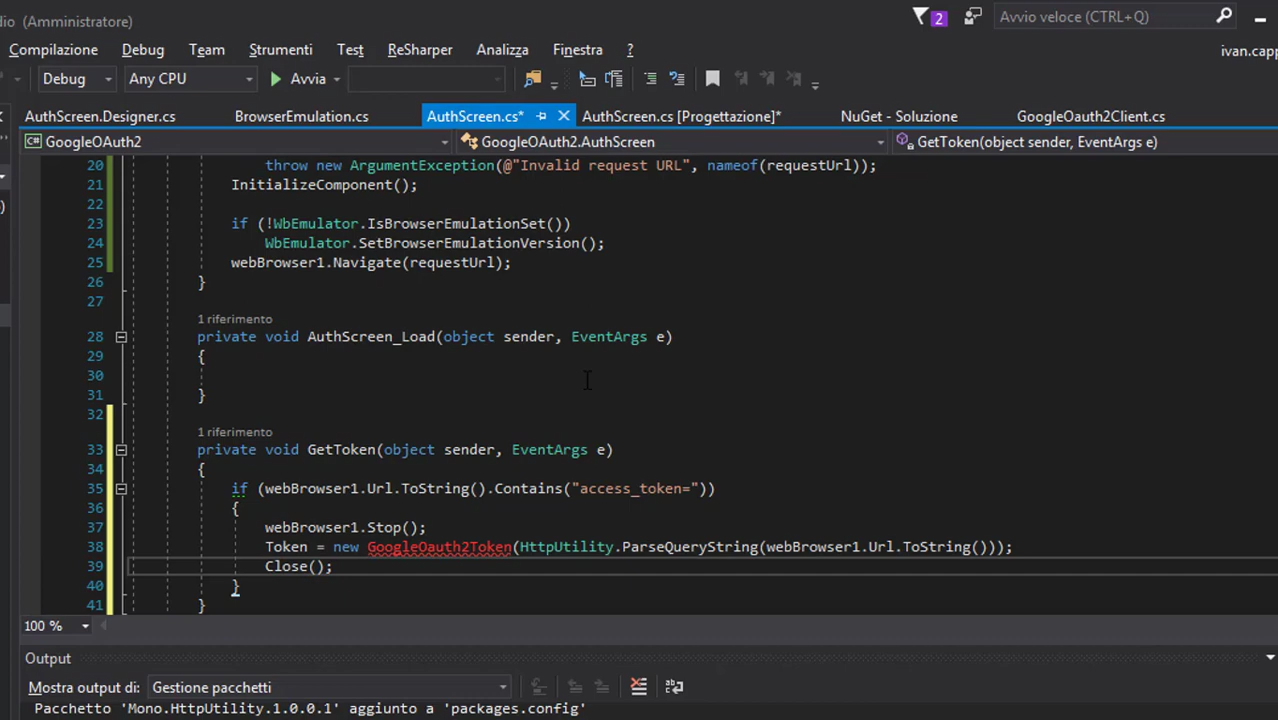 dio (Amministratore)
2
Avvio veloce (CTRL+Q)
Compilazione Debug Team Strumenti Test ReSharper Analizza Finestra ?
ivan.capp
Debug Any CPU Avvia
AuthScreen.Designer.cs BrowserEmulation.cs AuthScreen.cs* AuthScreen.cs [Progettazione]* NuGet - Soluzione GoogleOauth2Client.cs
C# GoogleOAuth2 GoogleOAuth2.AuthScreen GetToken(object sender, EventArgs e)
20 throw new ArgumentException(@"Invalid request URL", nameof(requestUrl));
21 InitializeComponent();
22
23 if (!WbEmulator.IsBrowserEmulationSet())
24 WbEmulator.SetBrowserEmulationVersion();
25 webBrowser1.Navigate(requestUrl);
26 }
27
1 riferimento
28 private void AuthScreen_Load(object sender, EventArgs e)
29 {
30
31 }
32
1 riferimento
33 private void GetToken(object sender, EventArgs e)
34 {
35 if (webBrowser1.Url.ToString().Contains("access_token="))
36 {
37 webBrowser1.Stop();
38 Token = new GoogleOauth2Token(HttpUtility.ParseQueryString(webBrowser1.Url.ToString()));
39 Close();
40 }
41 }
100 %
Output
Mostra output di: Gestione pacchetti
Pacchetto 'Mono.HttpUtility.1.0.0.1' aggiunto a 'packages.config'